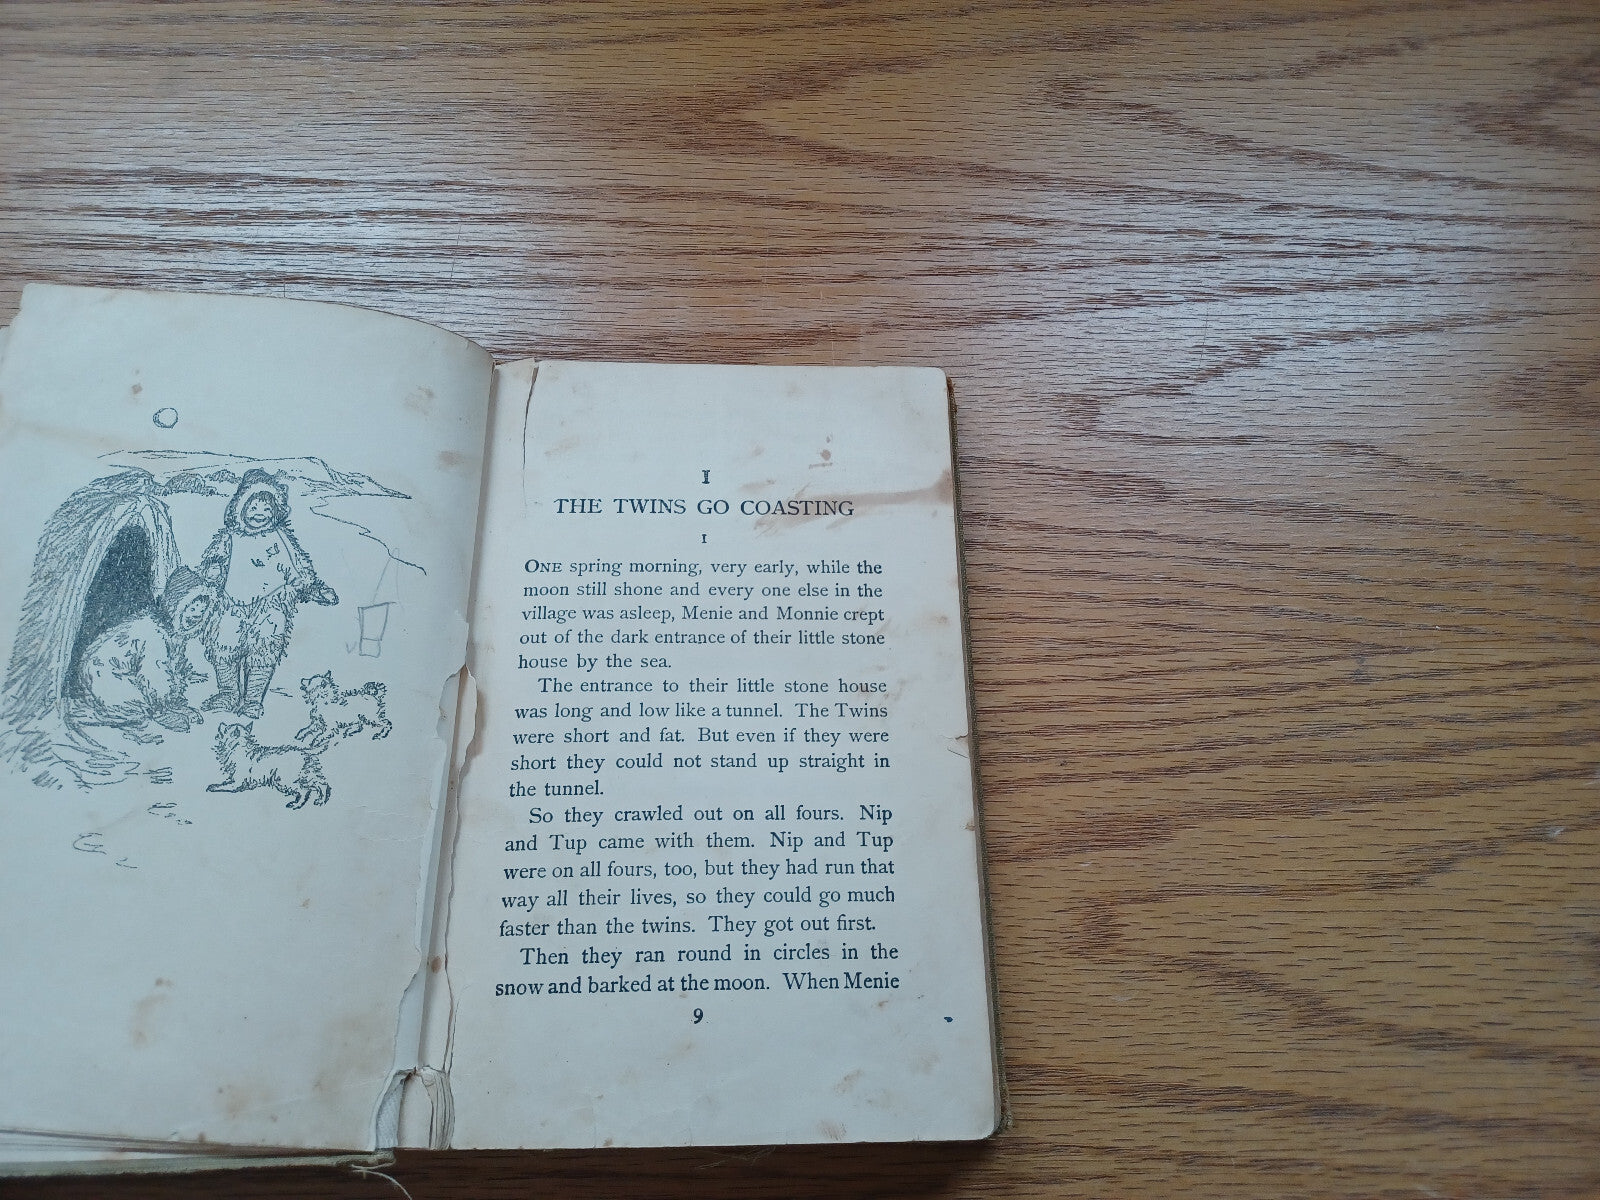 I
THE TWINS GO COASTING
I
ONE spring morning, very early, while the
moon still shone and every one else in the
village was asleep, Menie and Monnie crept
out of the dark entrance of their little stone
house by the sea.
The entrance to their little stone house
was long and low like a tunnel. The Twins
were short and fat. But even if they were
short they could not stand up straight in
the tunnel.
So they crawled out on all fours. Nip
and Tup came with them. Nip and Tup
were on all fours, too, but they had run that
way all their lives, so they could go much
faster than the twins. They got out first.
Then they ran round in circles in the
snow and barked at the moon. When Menie
9